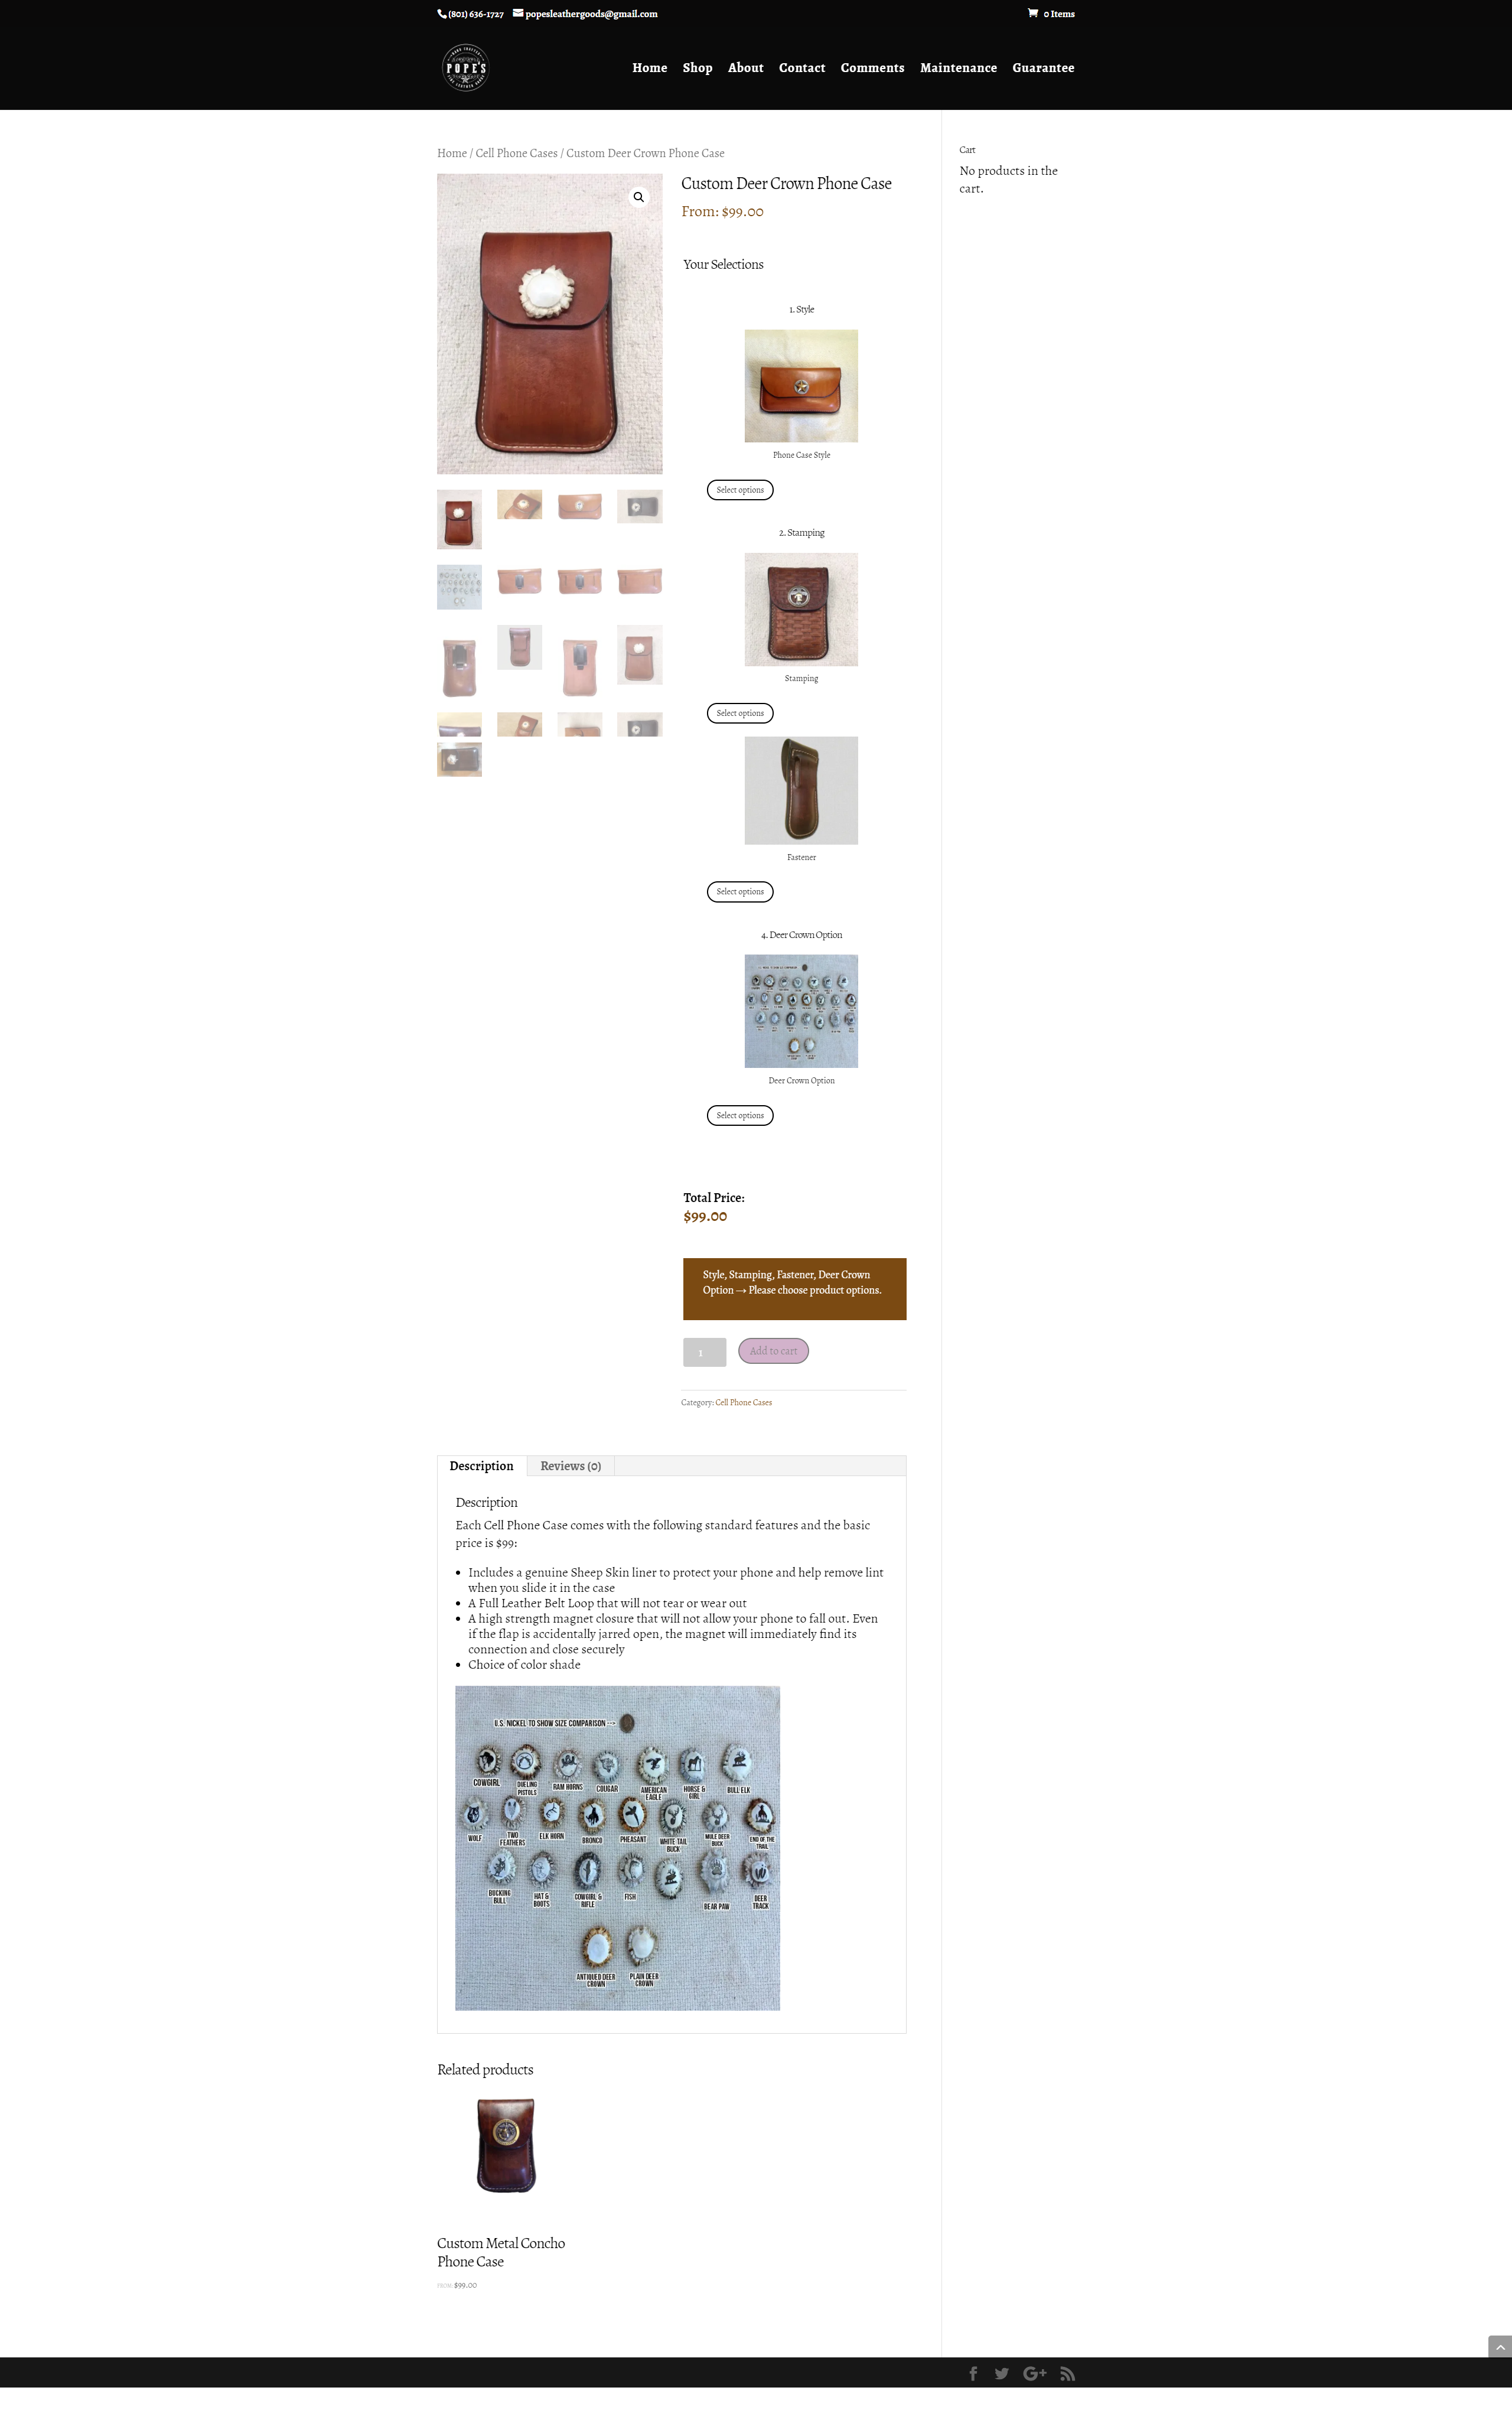 (801) 636-1727 popesleathergoods@gmail.com 0 Items
POPE'S
Home Shop About Contact Comments Maintenance Guarantee
Home / Cell Phone Cases / Custom Deer Crown Phone Case
Custom Deer Crown Phone Case
From: $99.00
Your Selections
1. Style
Phone Case Style
Select options
2. Stamping
Stamping
Select options
Fastener
Select options
4. Deer Crown Option
Deer Crown Option
Select options
Total Price:
$99.00
Style, Stamping, Fastener, Deer Crown
Option → Please choose product options.
1 Add to cart
Category: Cell Phone Cases
Cart
No products in the
cart.
Description Reviews (0)
Description
Each Cell Phone Case comes with the following standard features and the basic
price is $99:
Includes a genuine Sheep Skin liner to protect your phone and help remove lint
when you slide it in the case
A Full Leather Belt Loop that will not tear or wear out
A high strength magnet closure that will not allow your phone to fall out. Even
if the flap is accidentally jarred open, the magnet will immediately find its
connection and close securely
Choice of color shade
U.S. NICKEL TO SHOW SIZE COMPARISON -->
COWGIRL
DUELING
PISTOLS
RAM HORNS
COUGAR
AMERICAN
EAGLE
HORSE &
GIRL
BULL ELK
WOLF
TWO
FEATHERS
ELK HORN
BRONCO
PHEASANT
WHITE TAIL
BUCK
MULE DEER
BUCK
END OF THE
TRAIL
BUCKING
BULL
HAT &
BOOTS
COWGIRL &
RIFLE
FISH
BEAR PAW
DEER
TRACK
ANTIQUED DEER
CROWN
PLAIN DEER
CROWN
Related products
Custom Metal Concho
Phone Case
FROM: $99.00